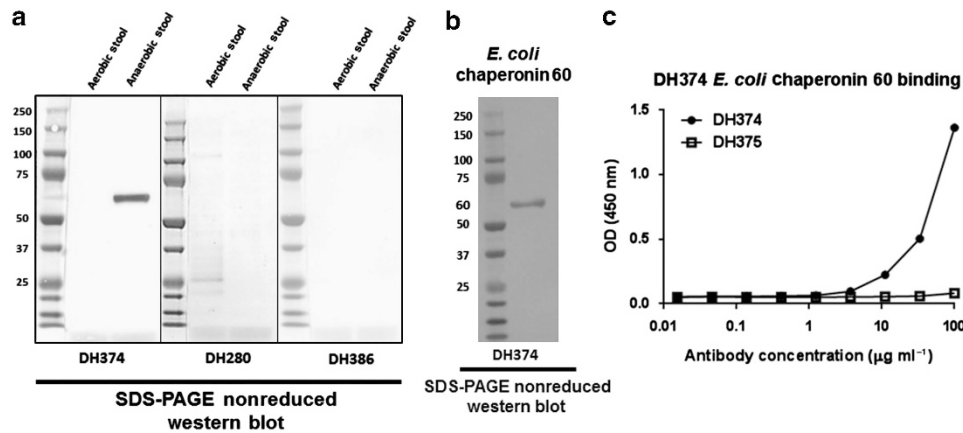 a
Aerobic stool
Anaerobic stool
Aerobic stool
Anaerobic stool
Aerobic stool
Anaerobic stool
250
150
100
75
50
37
25
DH374
DH280
DH386
SDS-PAGE nonreduced
western blot
b
E. coli
chaperonin 60
250
150
100
75
60
50
37
25
DH374
SDS-PAGE nonreduced
western blot
c
DH374 E. coli Chaperonin 60 binding
DH374
DH375
OD (450 nm)
1.5
1.0
0.5
0.0
0.01
0.1
1
10
100
Antibody concentration (µg ml⁻¹)